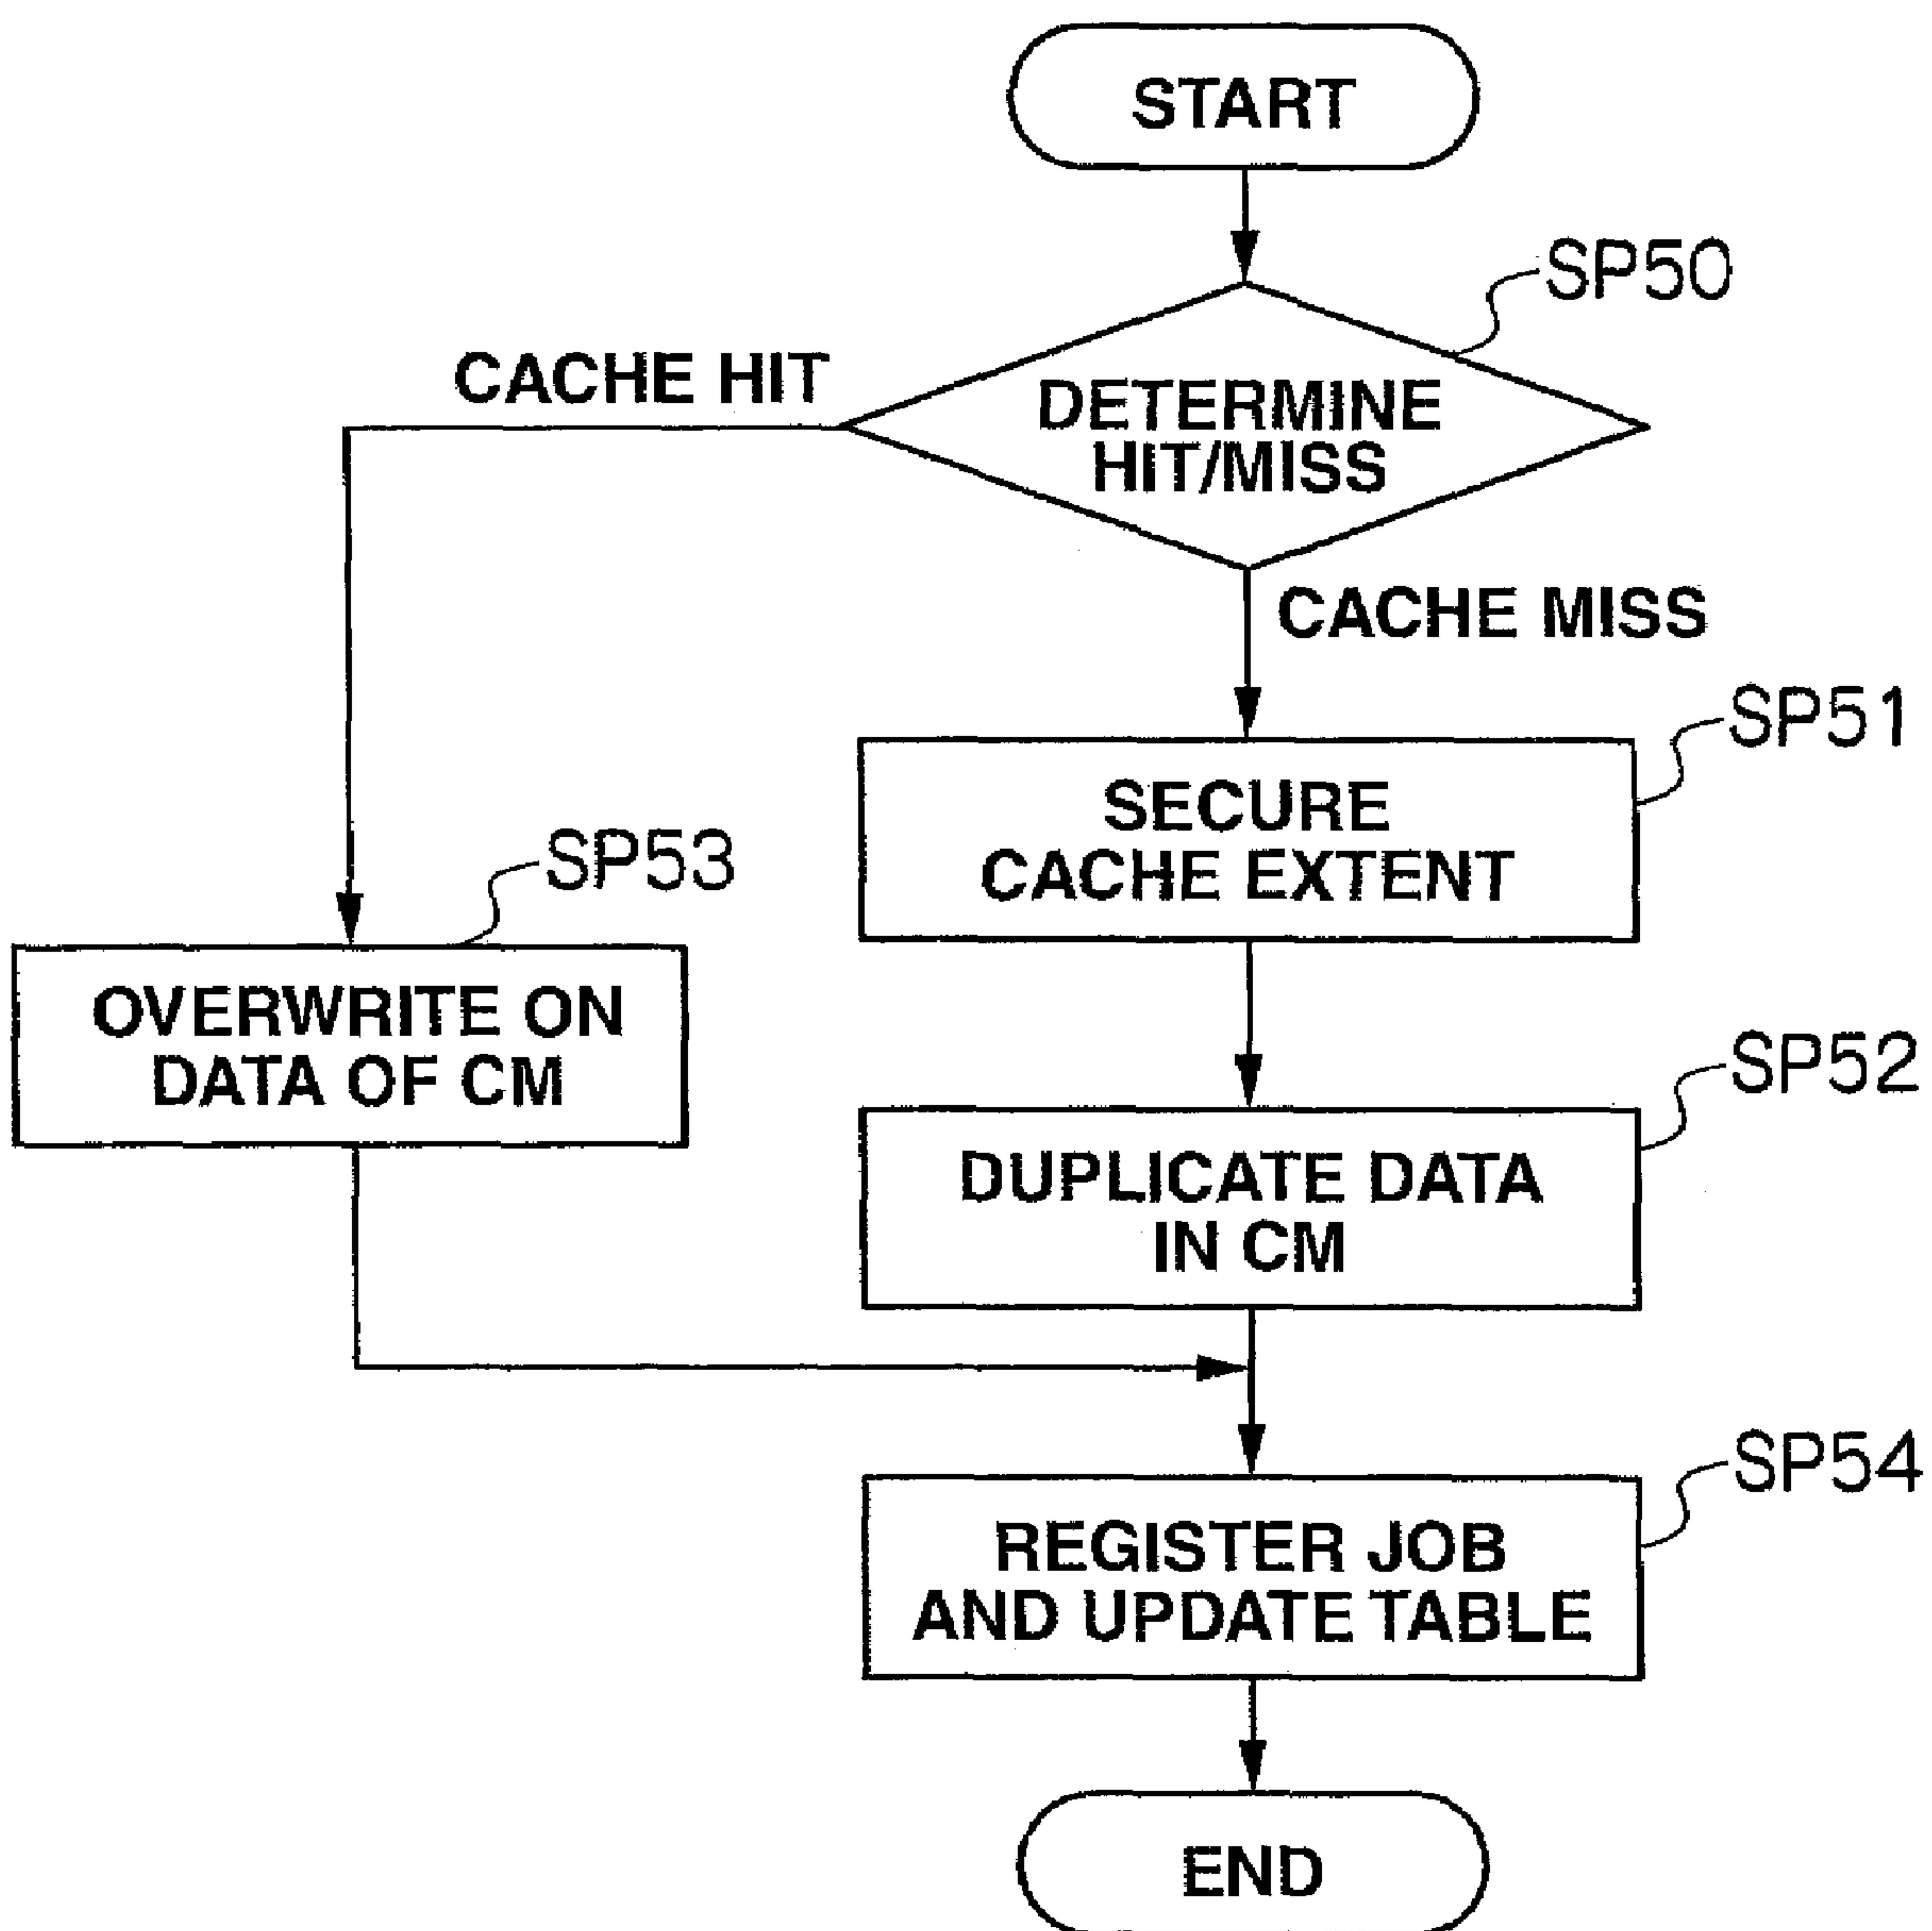 START
SP50
CACHE HIT
DETERMINE
HIT/MISS
CACHE MISS
SP51
SECURE
CACHE EXTENT
SP53
OVERWRITE ON
DATA OF CM
SP52
DUPLICATE DATA
IN CM
SP54
REGISTER JOB
AND UPDATE TABLE
END